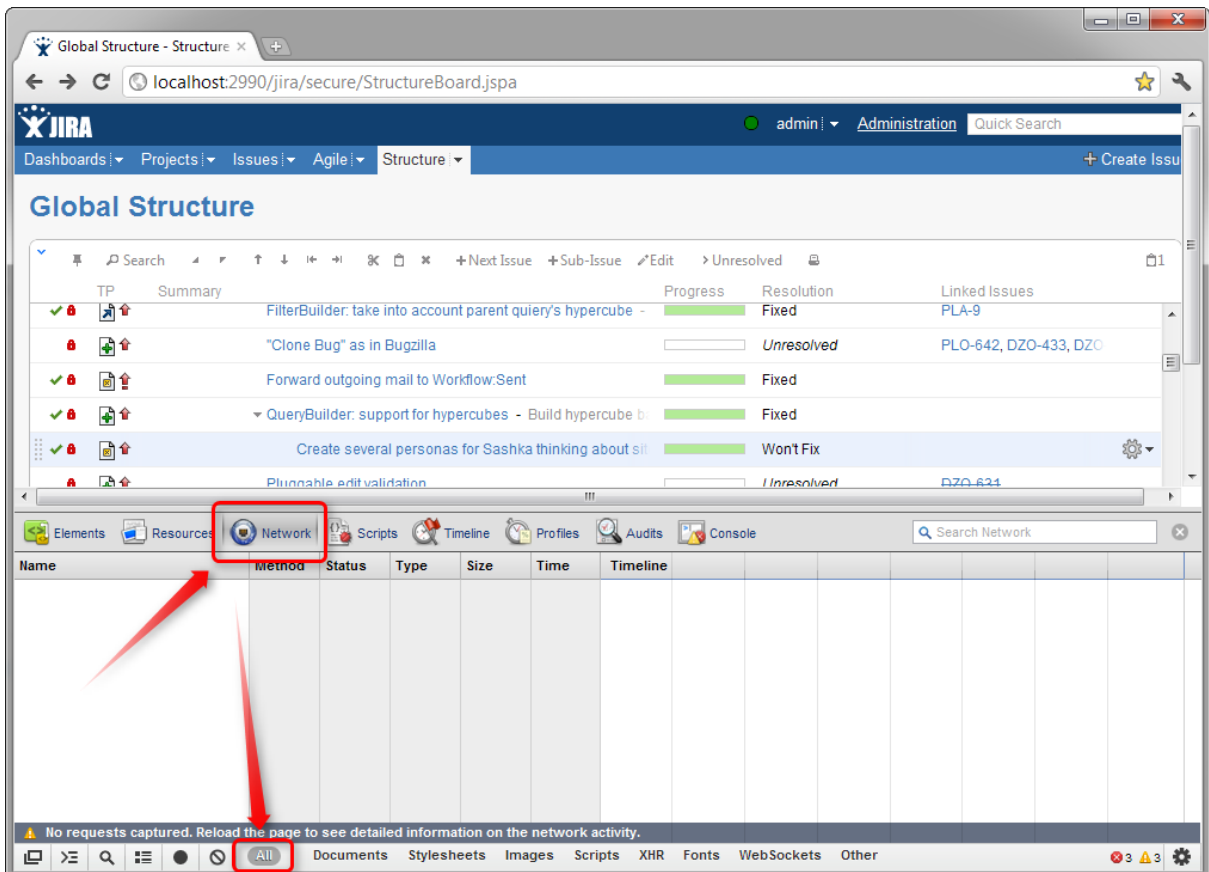 Global Structure - Structure
localhost:2990/jira/secure/StructureBoard.jspa
JIRA
admin Administration Quick Search
Dashboards Projects Issues Agile Structure + Create Issu
Global Structure
Search +Next Issue +Sub-Issue Edit >Unresolved 1
TP Summary Progress Resolution Linked Issues
FilterBuilder: take into account parent quiery's hypercube - Fixed PLA-9
"Clone Bug" as in Bugzilla Unresolved PLO-642, DZO-433, DZO
Forward outgoing mail to Workflow:Sent Fixed
QueryBuilder: support for hypercubes - Build hypercube b Fixed
Create several personas for Sashka thinking about sit Won't Fix
Pluggable edit validation Unresolved DZO-631
Elements Resources Network Scripts Timeline Profiles Audits Console Search Network
Name Method Status Type Size Time Timeline
No requests captured. Reload the page to see detailed information on the network activity.
All Documents Stylesheets Images Scripts XHR Fonts WebSockets Other 3 3